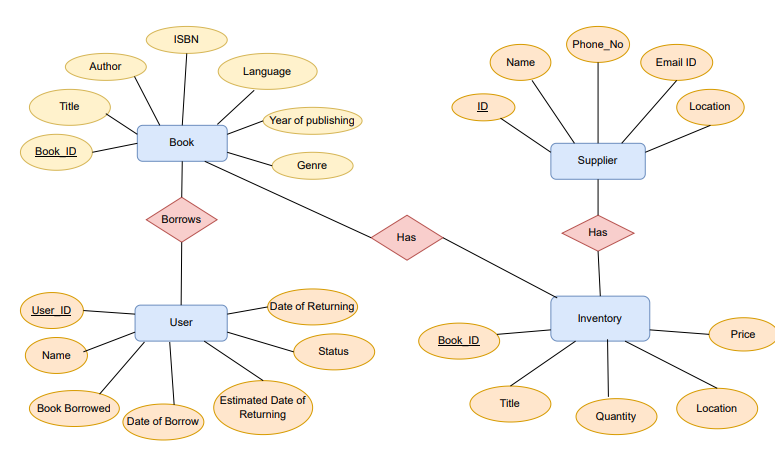 ISBN
Author
Language
Title
Year of publishing
Book_ID
Book
Genre
Phone_No
Name
Email ID
ID
Location
Supplier
Borrows
Has
Has
User_ID
Date of Returning
User
Name
Status
Book Borrowed
Date of Borrow
Estimated Date of
Returning
Inventory
Book_ID
Price
Title
Quantity
Location